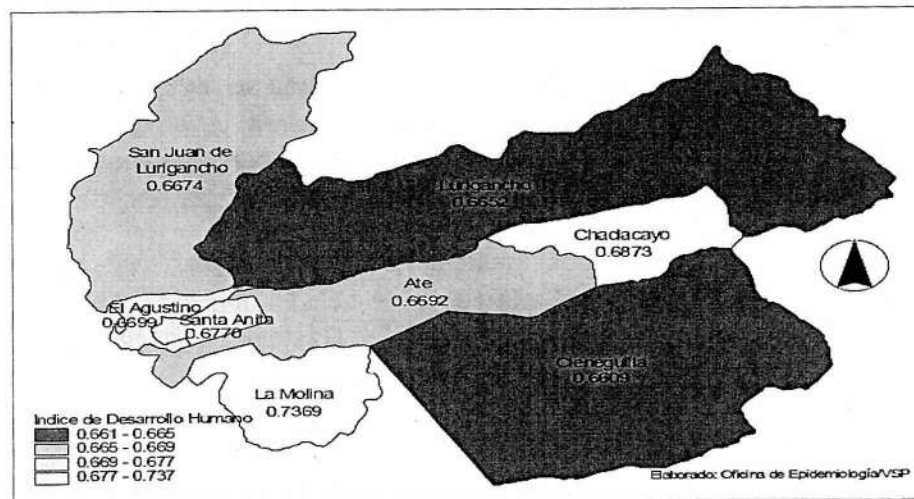 San Juan de
Lurigancho
0.6674
Lurigancho
0.6652
Chadacayo
0.6873
Ate
0.6692
El Agustino
0.6699
Santa Anita
0.6770
Cieneguilla
0.6609
La Molina
0.7369
Indice de Desarrollo Humano
0.661 - 0.665
0.665 - 0.669
0.669 - 0.677
0.677 - 0.737
Elaborado: Oficina de Epidemiología/VSP